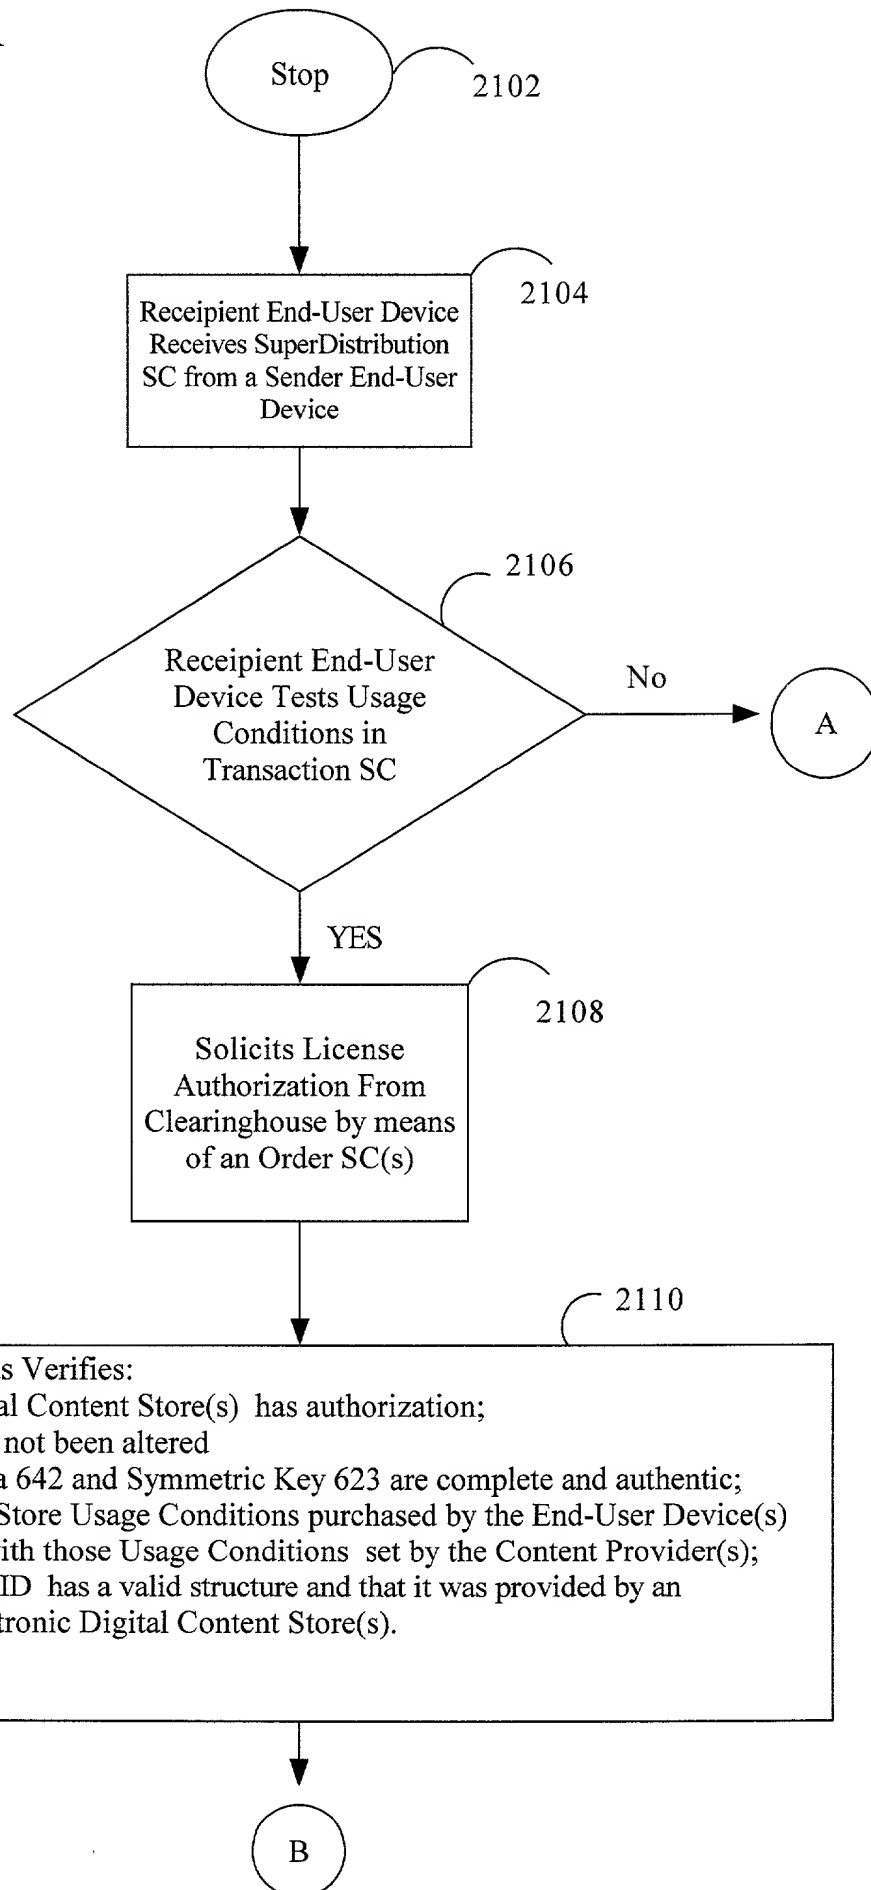 Stop
2102
2104
Receipient End-User Device
Receives SuperDistribution
SC from a Sender End-User
Device
2106
Receipient End-User
Device Tests Usage
Conditions in
Transaction SC
No
A
YES
2108
Solicits License
Authorization From
Clearinghouse by means
of an Order SC(s)
2110
Verifies:
Content Store(s) has authorization;
not been altered
642 and Symmetric Key 623 are complete and authentic;
Store Usage Conditions purchased by the End-User Device(s)
those Usage Conditions set by the Content Provider(s);
ID has a valid structure and that it was provided by an
Digital Content Store(s).
B